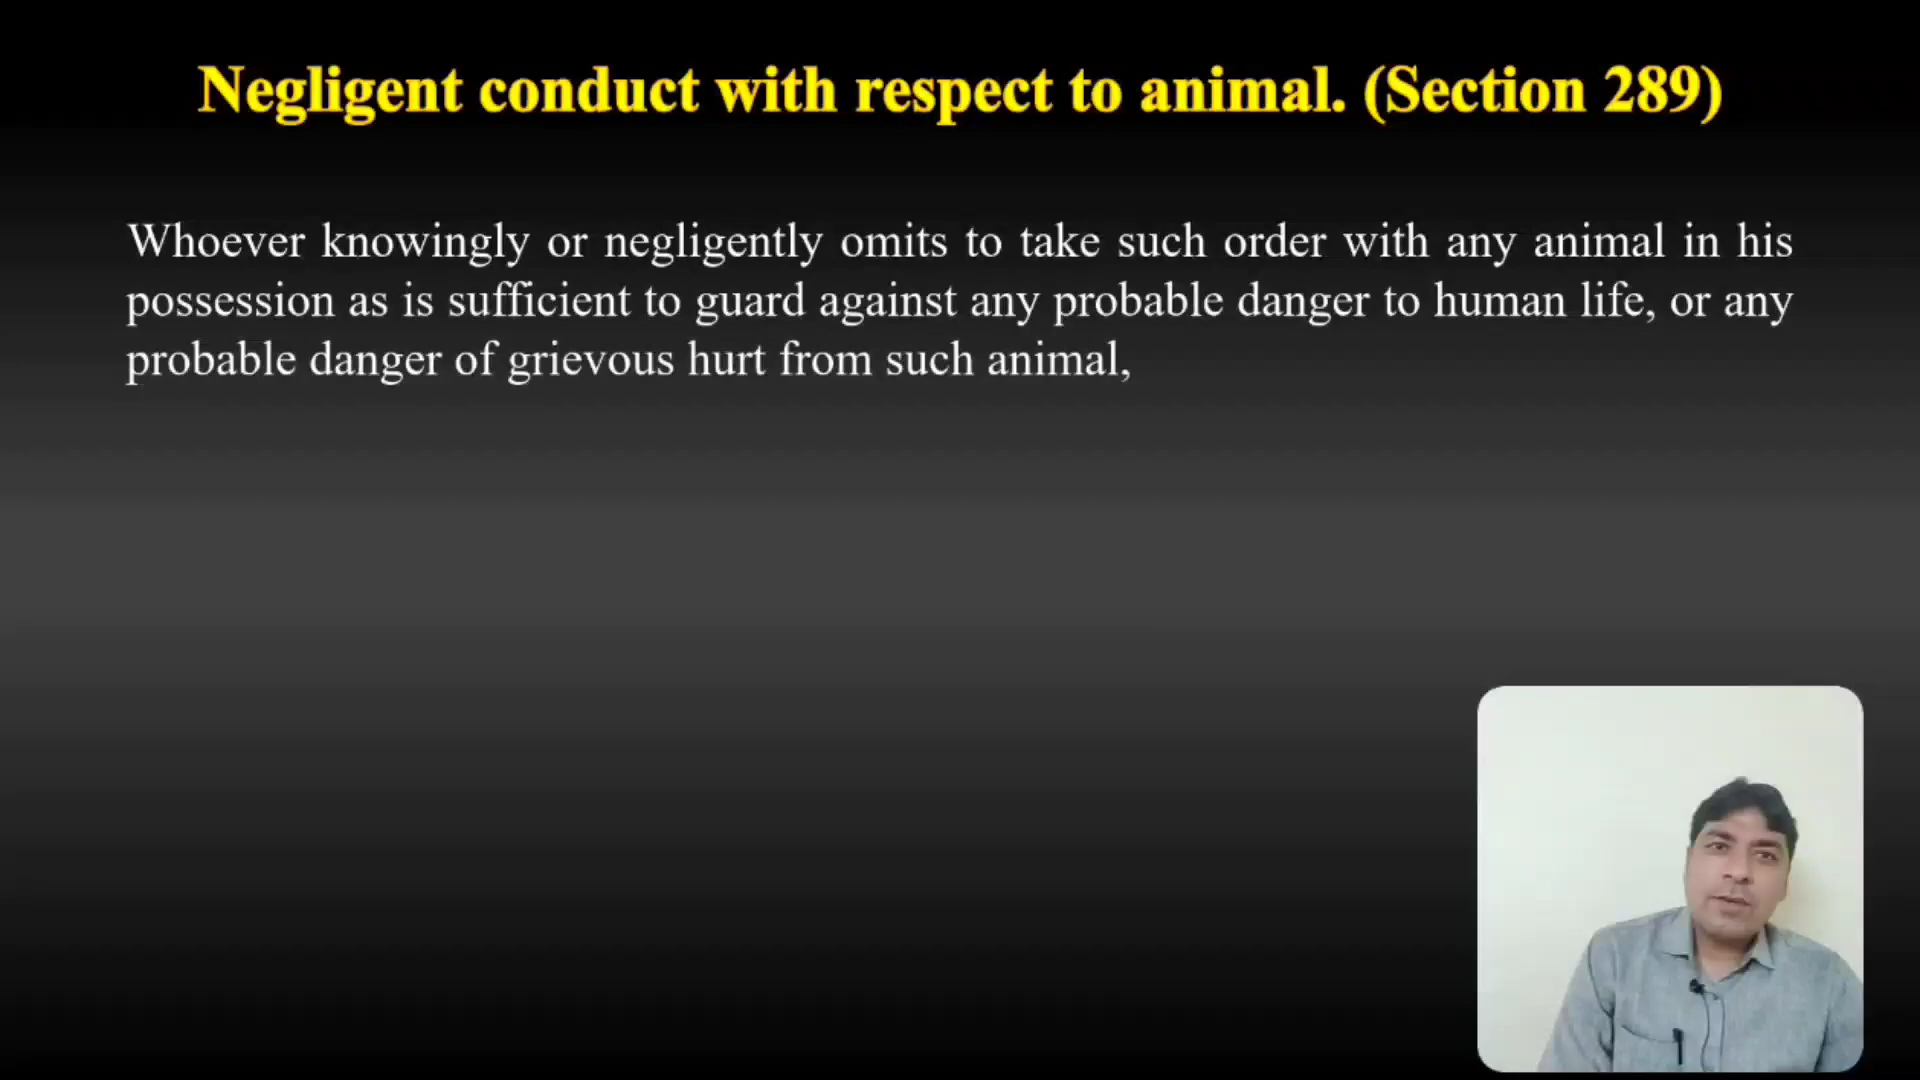 Negligent conduct with respect to animal. (Section 289)
Whoever knowingly or negligently omits to take such order with any animal in his
possession as is sufficient to guard against any probable danger to human life, or any
probable danger of grievous hurt from such animal,